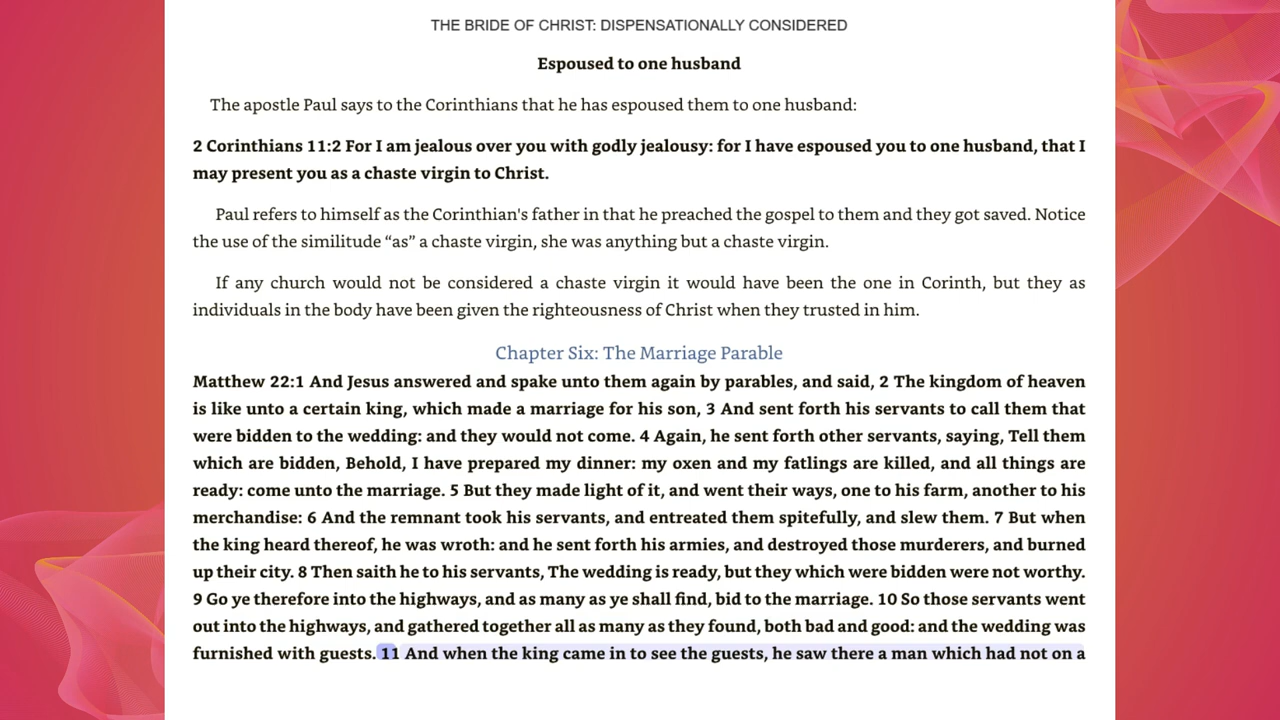 THE BRIDE OF CHRIST: DISPENSATIONALLY CONSIDERED
Espoused to one husband
The apostle Paul says to the Corinthians that he has espoused them to one husband:
2 Corinthians 11:2 For I am jealous over you with godly jealousy: for I have espoused you to one husband, that I
may present you as a chaste virgin to Christ.
Paul refers to himself as the Corinthian's father in that he preached the gospel to them and they got saved. Notice
the use of the similitude “as” a chaste virgin, she was anything but a chaste virgin.
If any church would not be considered a chaste virgin it would have been the one in Corinth, but they as
individuals in the body have been given the righteousness of Christ when they trusted in him.
Chapter Six: The Marriage Parable
Matthew 22:1 And Jesus answered and spake unto them again by parables, and said, 2 The kingdom of heaven
is like unto a certain king, which made a marriage for his son, 3 And sent forth his servants to call them that
were bidden to the wedding: and they would not come. 4 Again, he sent forth other servants, saying, Tell them
which are bidden, Behold, I have prepared my dinner: my oxen and my fatlings are killed, and all things are
ready: come unto the marriage. 5 But they made light of it, and went their ways, one to his farm, another to his
merchandise: 6 And the remnant took his servants, and entreated them spitefully, and slew them. 7 But when
the king heard thereof, he was wroth: and he sent forth his armies, and destroyed those murderers, and burned
up their city. 8 Then saith he to his servants, The wedding is ready, but they which were bidden were not worthy.
9 Go ye therefore into the highways, and as many as ye shall find, bid to the marriage. 10 So those servants went
out into the highways, and gathered together all as many as they found, both bad and good: and the wedding was
furnished with guests. 11 And when the king came in to see the guests, he saw there a man which had not on a